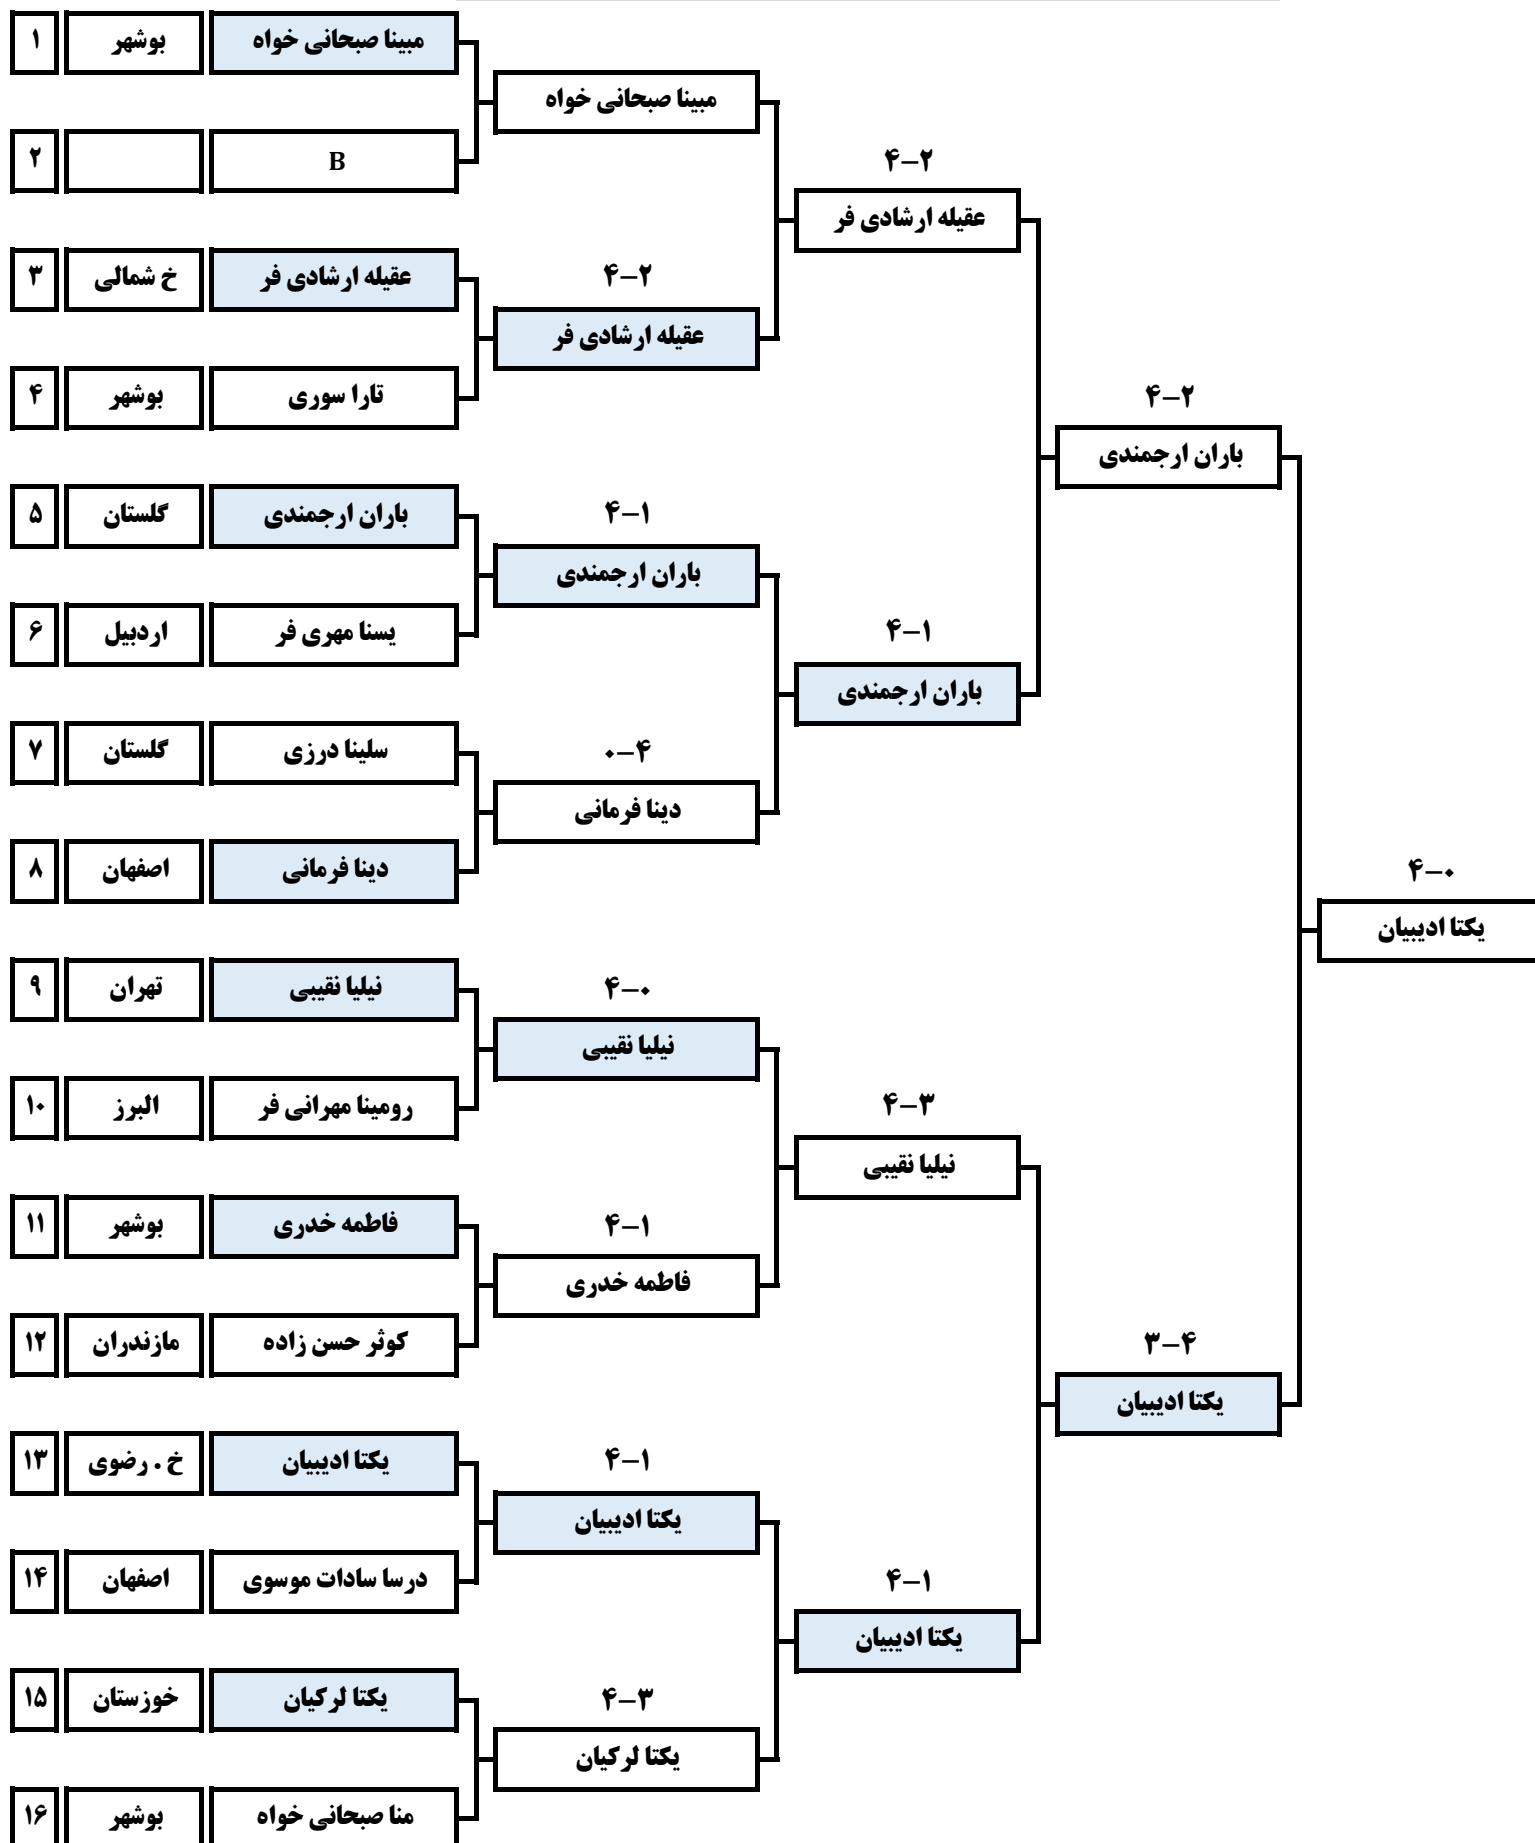 ۱ بوشهر مبینا صبحانی خواه
مبینا صبحانی خواه
۲ B
۴-۲
عقیله ارشادی فر
۳ خ شمالی عقیله ارشادی فر
۴-۲
عقیله ارشادی فر
۴ بوشهر تارا سوری
۴-۲
باران ارجمندی
۵ گلستان باران ارجمندی
۴-۱
باران ارجمندی
۶ اردبیل یسنا مهری فر
۴-۱
باران ارجمندی
۷ گلستان سلینا درزی
۰-۴
دینا فرمانی
۸ اصفهان دینا فرمانی
۴-۰
یکتا ادیبیان
۹ تهران نیلیا نقیبی
۴-۰
نیلیا نقیبی
۱۰ البرز رومینا مهرانی فر
۴-۳
نیلیا نقیبی
۱۱ بوشهر فاطمه خدری
۴-۱
فاطمه خدری
۱۲ مازندران کوثر حسن زاده
۳-۴
یکتا ادیبیان
۱۳ خ . رضوی یکتا ادیبیان
۴-۱
یکتا ادیبیان
۱۴ اصفهان درسا سادات موسوی
۴-۱
یکتا ادیبیان
۱۵ خوزستان یکتا لرکیان
۴-۳
یکتا لرکیان
۱۶ بوشهر منا صبحانی خواه